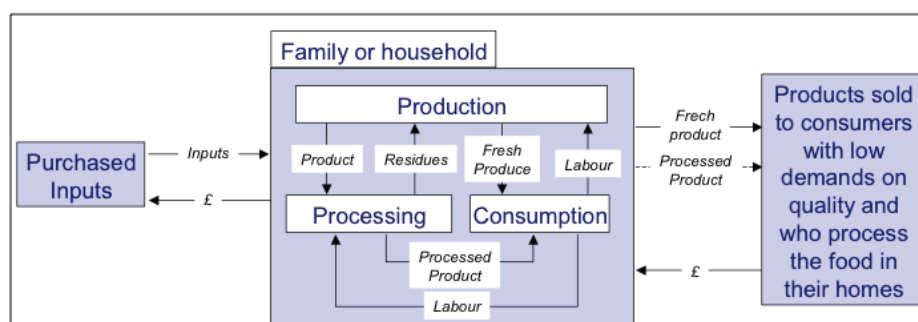 Family or household
Production
Purchased
Inputs
Inputs
£
Product
Residues
Fresh
Produce
Labour
Processing
Consumption
Processed
Product
Labour
Frech
product
Processed
Product
£
Products sold
to consumers
with low
demands on
quality and
who process
the food in
their homes